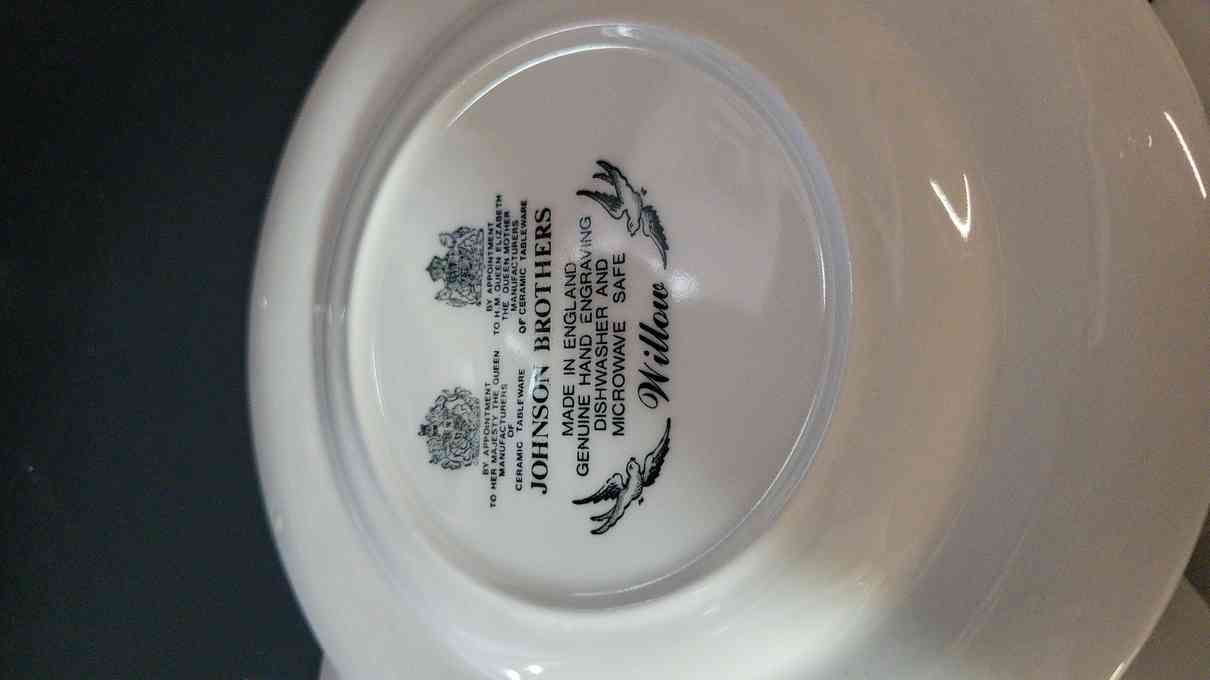 BY APPOINTMENT
TO HER MAJESTY THE QUEEN
MANUFACTURERS
OF
CERAMIC TABLEWARE
BY APPOINTMENT
TO H.M. QUEEN ELIZABETH
THE QUEEN MOTHER
MANUFACTURERS
OF CERAMIC TABLEWARE
JOHNSON BROTHERS
MADE IN ENGLAND
GENUINE HAND ENGRAVING
DISHWASHER AND
MICROWAVE SAFE
Willow